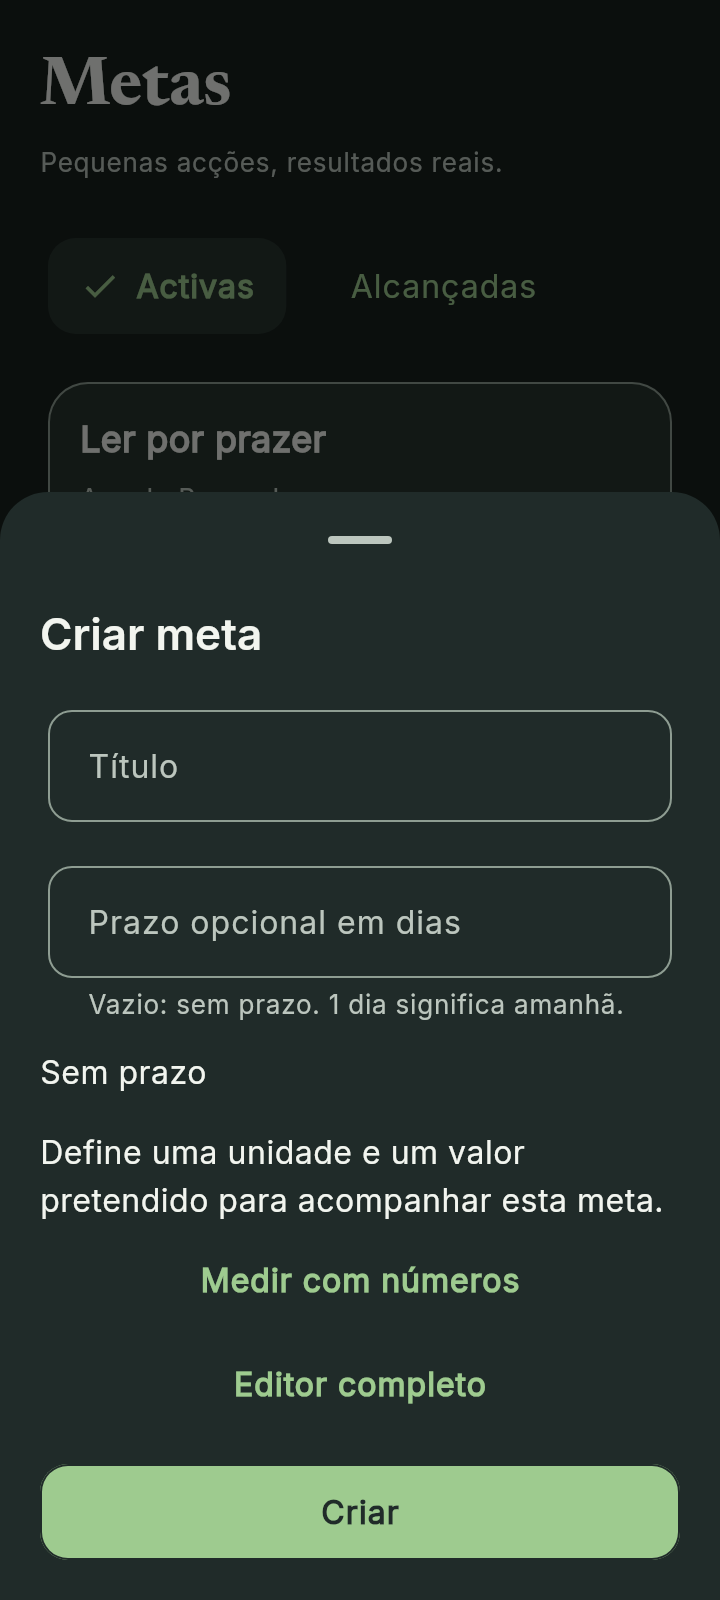 Metas
Pequenas acções, resultados reais.
Activas
Alcançadas
Ler por prazer
Criar meta
Título
Prazo opcional em dias
Vazio: sem prazo. 1 dia significa amanhã.
Sem prazo
Define uma unidade e um valor
pretendido para acompanhar esta meta.
Medir com números
Editor completo
Criar